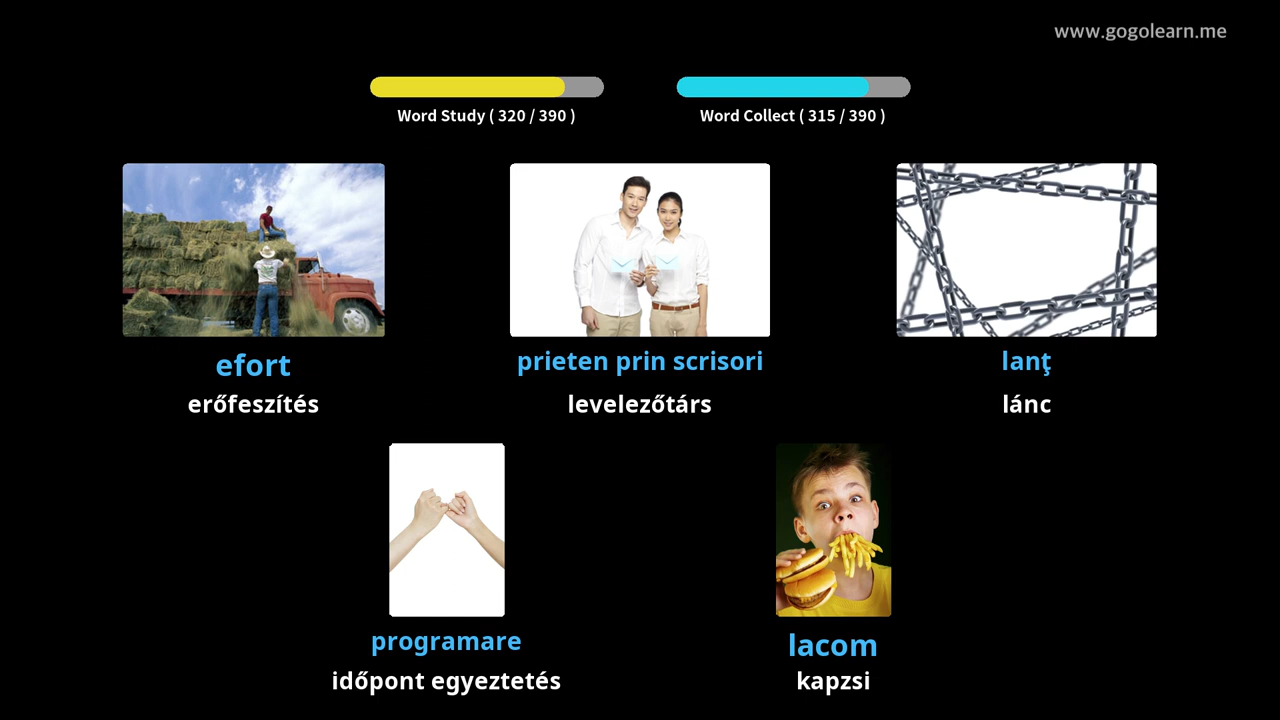 www.gogolearn.me
Word Study ( 320 / 390 )
Word Collect ( 315 / 390 )
efort
erőfeszítés
prieten prin scrisori
levelezőtárs
lanţ
lánc
programare
időpont egyeztetés
lacom
kapzsi